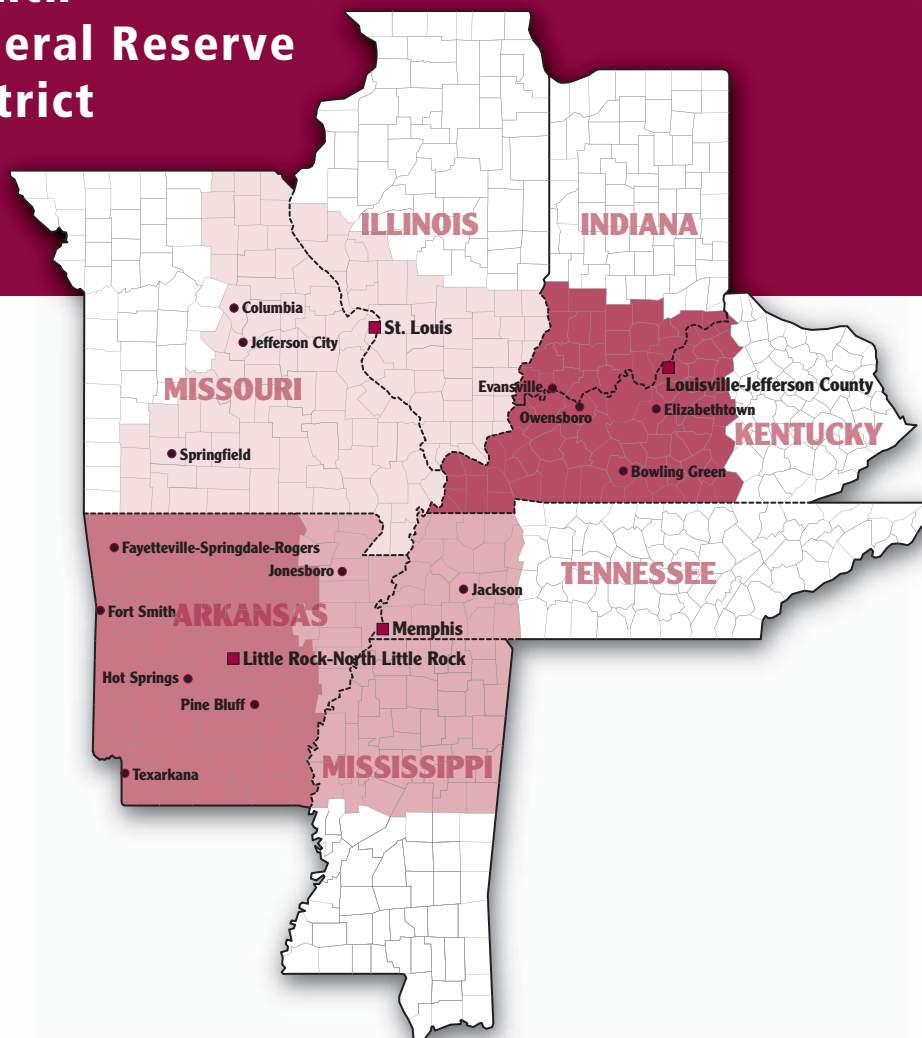 eral Reserve
trict
ILLINOIS
INDIANA
Columbia
St. Louis
Jefferson City
MISSOURI
Evansville
Louisville-Jefferson County
Owensboro
Elizabethtown
KENTUCKY
Springfield
Bowling Green
Fayetteville-Springdale-Rogers
Jonesboro
TENNESSEE
Jackson
Fort Smith
ARKANSAS
Memphis
Little Rock-North Little Rock
Hot Springs
Pine Bluff
MISSISSIPPI
Texarkana